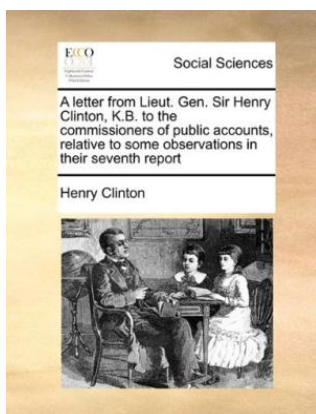 ECCO
Social Sciences
A letter from Lieut. Gen. Sir Henry
Clinton, K.B. to the
commissioners of public accounts,
relative to some observations in
their seventh report
Henry Clinton